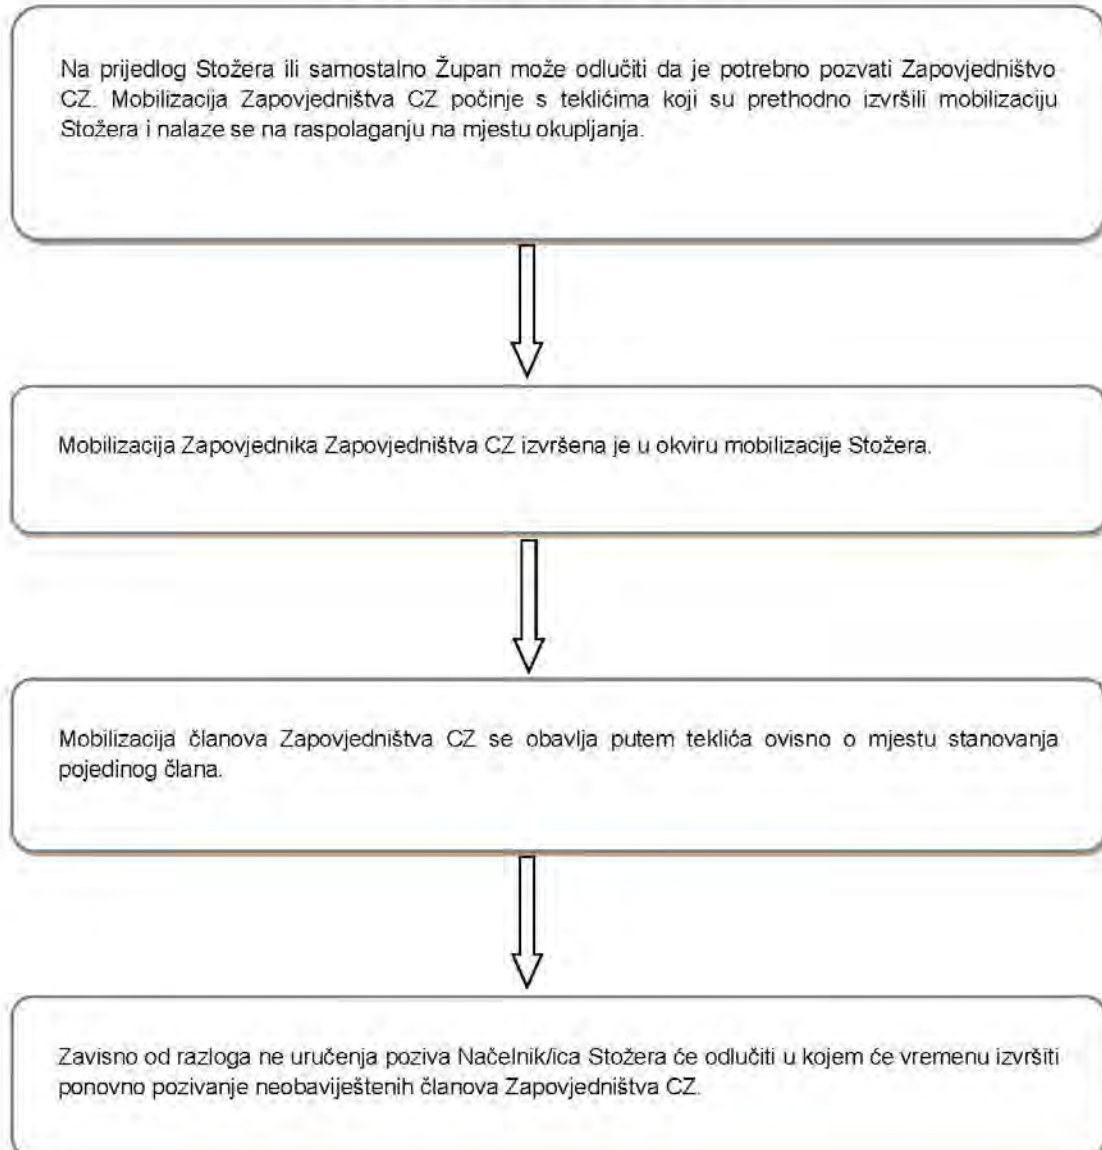 Na prijedlog Stožera ili samostalno Župan može odlučiti da je potrebno pozvati Zapovjedništvo
CZ. Mobilizacija Zapovjedništva CZ počinje s teklićima koji su prethodno izvršili mobilizaciju
Stožera i nalaze se na raspolaganju na mjestu okupljanja.
Mobilizacija Zapovjednika Zapovjedništva CZ izvršena je u okviru mobilizacije Stožera.
Mobilizacija članova Zapovjedništva CZ se obavlja putem teklića ovisno o mjestu stanovanja
pojedinog člana.
Zavisno od razloga ne uručenja poziva Načelnik/ica Stožera će odlučiti u kojem će vremenu izvršiti
ponovno pozivanje neobaviještenih članova Zapovjedništva CZ.